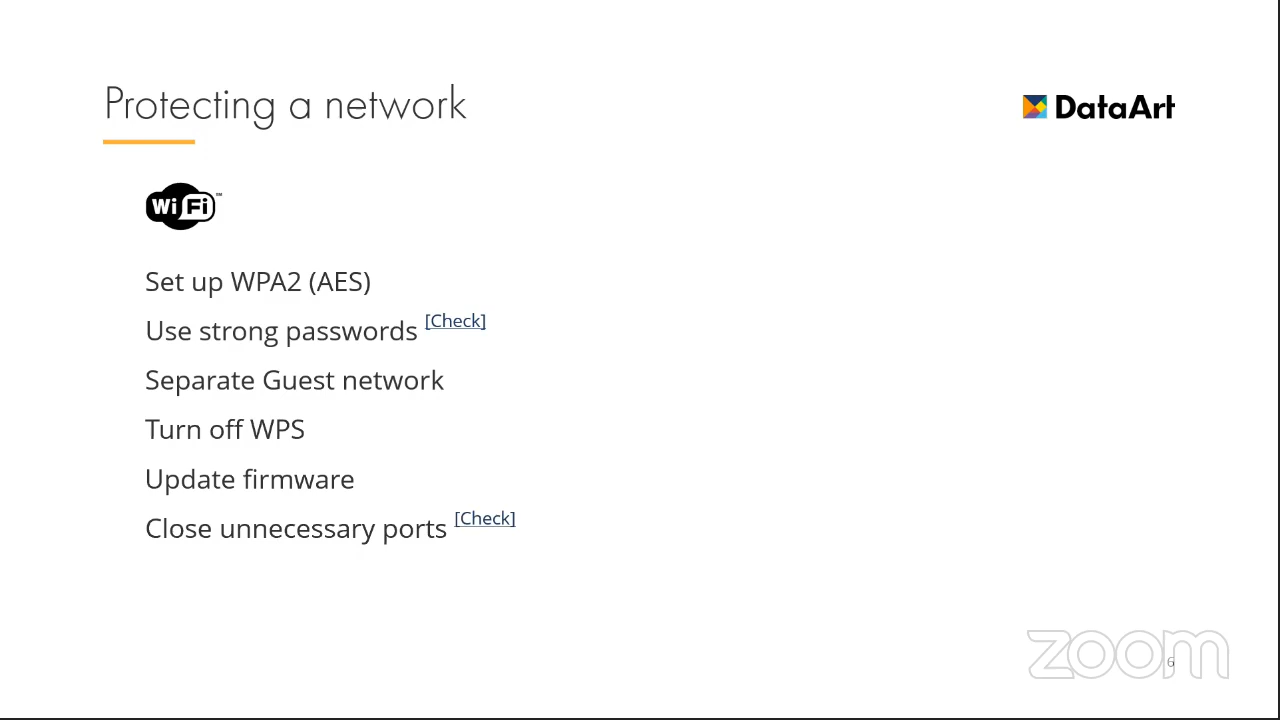 Protecting a network
DataArt
Wi Fi ℠
Set up WPA2 (AES)
Use strong passwords [Check]
Separate Guest network
Turn off WPS
Update firmware
Close unnecessary ports [Check]
zoom
6